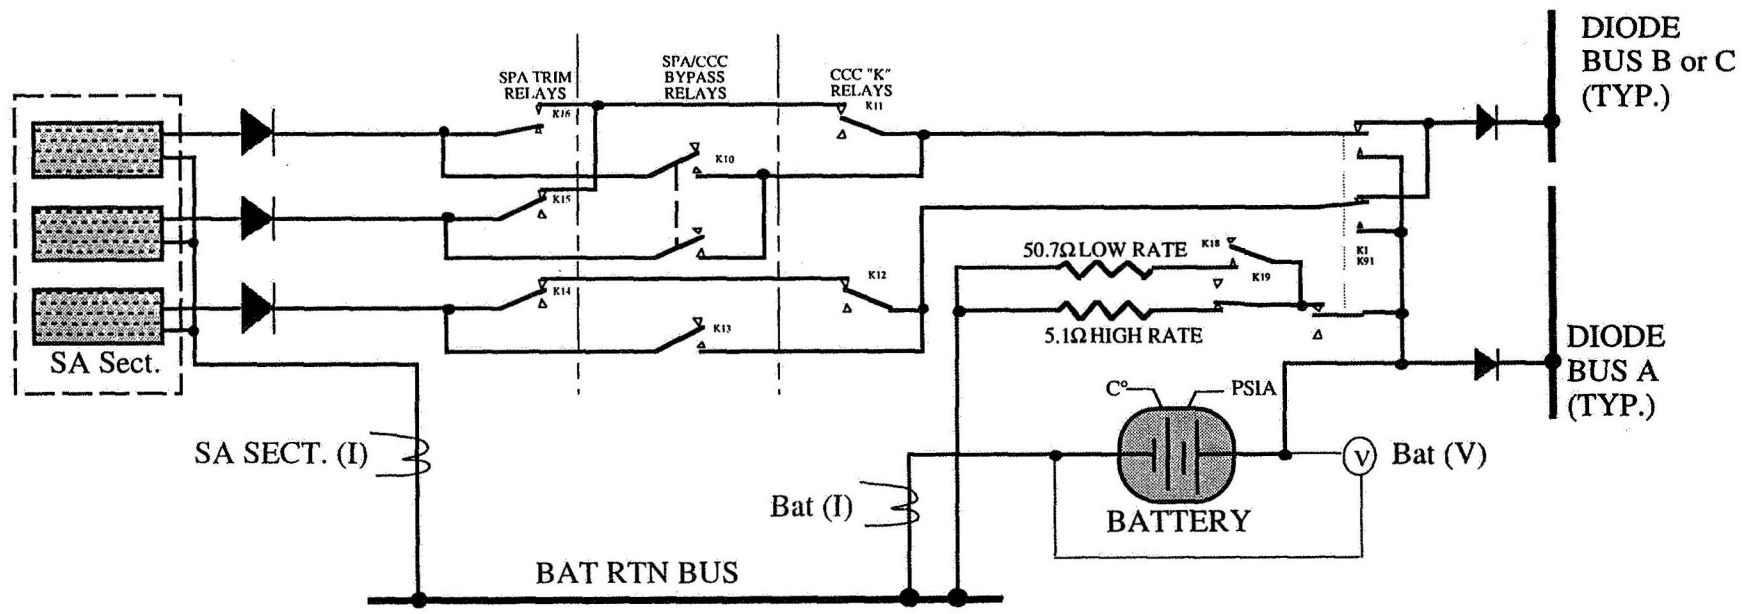 DIODE
BUS B or C
(TYP.)
SPA TRIM
RELAYS
SPA/CCC
BYPASS
RELAYS
CCC "K"
RELAYS
K16
K11
K10
K15
K14
K12
K13
50.7Ω LOW RATE
K18
K19
K1
K91
5.1Ω HIGH RATE
SA Sect.
DIODE
BUS A
(TYP.)
C°
PSIA
SA SECT. (I)
Bat (I)
V
Bat (V)
BATTERY
BAT RTN BUS